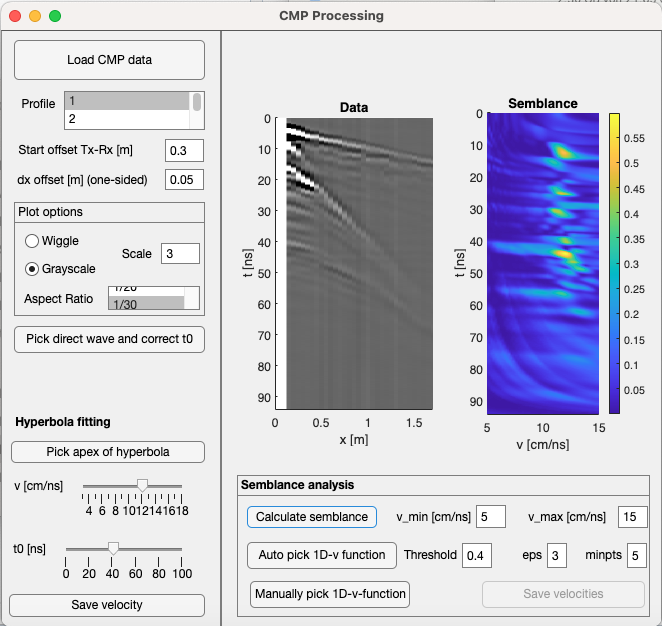 CMP Processing
Load CMP data
Profile
1
2
Start offset Tx-Rx [m]
0.3
dx offset [m] (one-sided)
0.05
Plot options
Wiggle
Grayscale
Scale
3
Aspect Ratio
1/20
1/30
Pick direct wave and correct t0
Hyperbola fitting
Pick apex of hyperbola
v [cm/ns]
4 6 8 10 12 14 16 18
t0 [ns]
0 20 40 60 80 100
Save velocity
Data
t [ns]
0
10
20
30
40
50
60
70
80
90
0 0.5 1 1.5
x [m]
Semblance
t [ns]
0
10
20
30
40
50
60
70
80
90
5 10 15
v [cm/ns]
0.55
0.5
0.45
0.4
0.35
0.3
0.25
0.2
0.15
0.1
0.05
Semblance analysis
Calculate semblance
v_min [cm/ns]
5
v_max [cm/ns]
15
Auto pick 1D-v function
Threshold
0.4
eps
3
minpts
5
Manually pick 1D-v-function
Save velocities